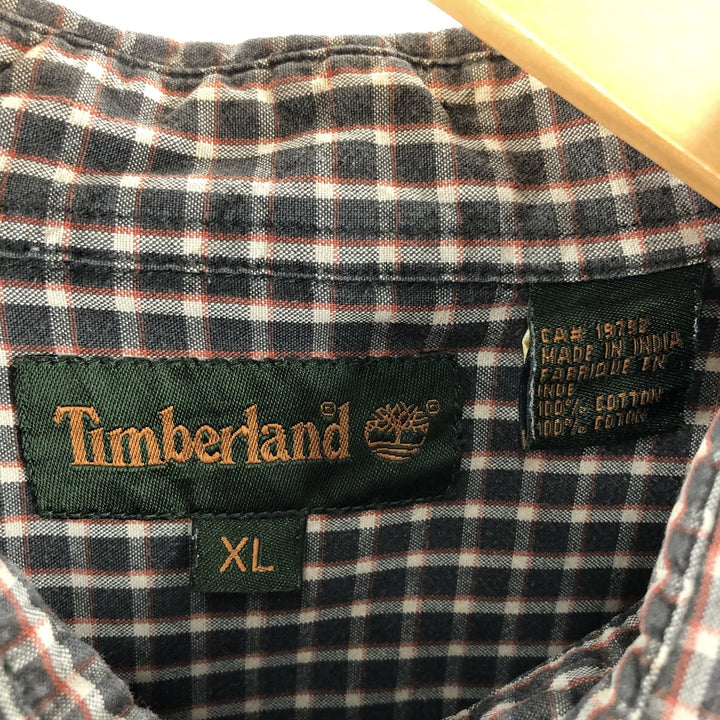 Timberland® ®
XL
CA# 19792
MADE IN INDIA
FABRIQUE EN
INDE
100% COTTON
100% COTON